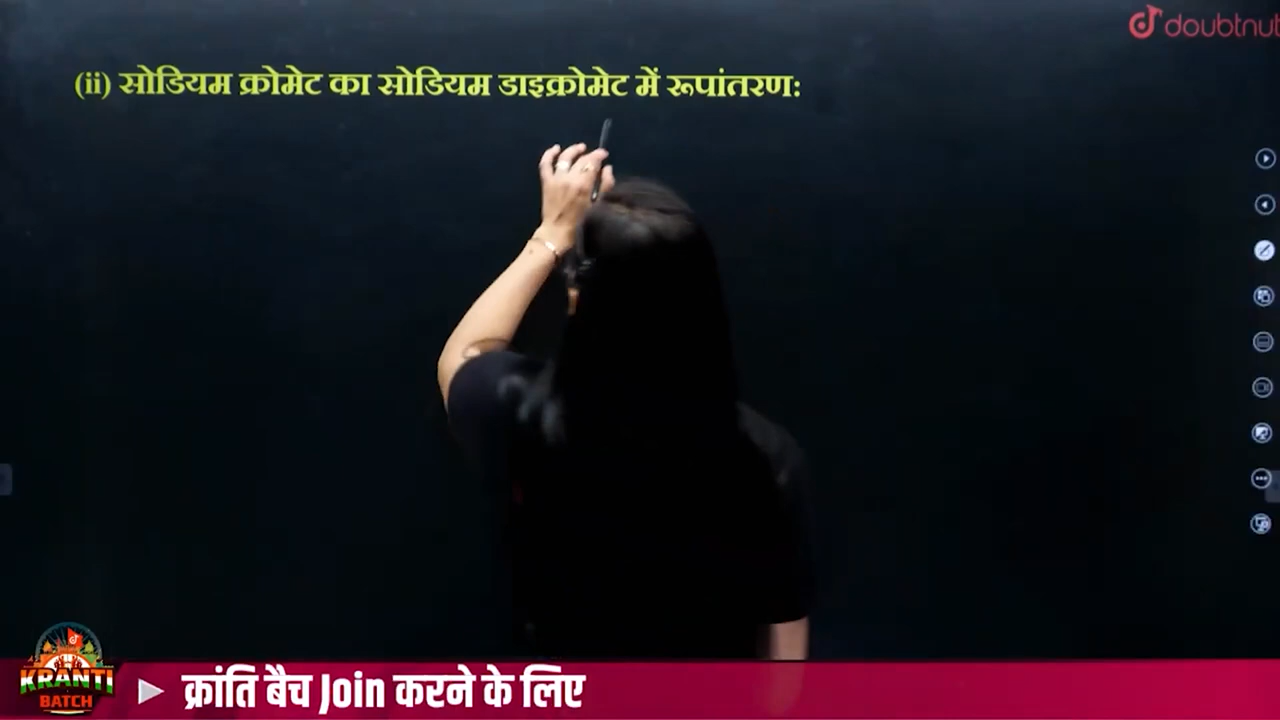 doubtnut
(ii) सोडियम क्रोमेट का सोडियम डाइक्रोमेट में रूपांतरण:
KRANTI
BATCH
क्रांति बैच Join करने के लिए